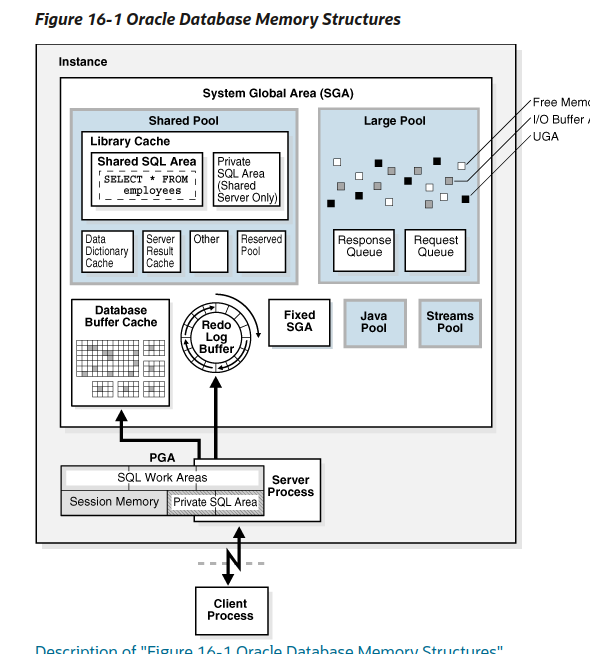 Figure 16-1 Oracle Database Memory Structures
Instance
System Global Area (SGA)
Shared Pool
Library Cache
Shared SQL Area
SELECT * FROM
employees
Private
SQL Area
(Shared
Server Only)
Data
Dictionary
Cache
Server
Result
Cache
Other
Reserved
Pool
Large Pool
Response
Queue
Request
Queue
Free Memo
I/O Buffer
UGA
Database
Buffer Cache
Redo
Log
Buffer
Fixed
SGA
Java
Pool
Streams
Pool
PGA
SQL Work Areas
Session Memory
Private SQL Area
Server
Process
Client
Process
Description of "Figure 16-1 Oracle Database Memory Structures"